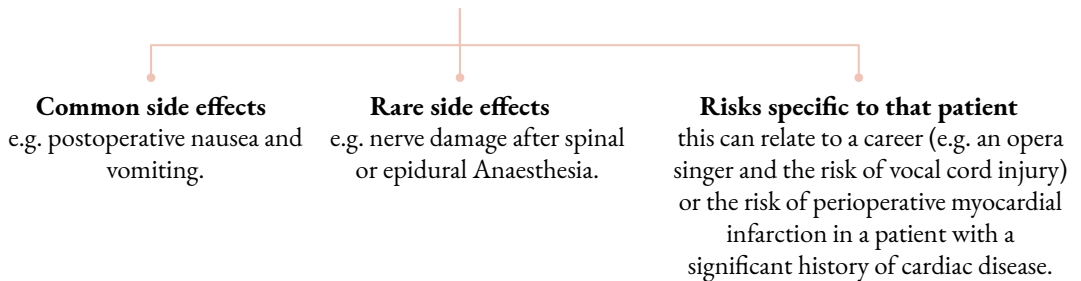 Common side effects
e.g. postoperative nausea and
vomiting.
Rare side effects
e.g. nerve damage after spinal
or epidural Anaesthesia.
Risks specific to that patient
this can relate to a career (e.g. an opera
singer and the risk of vocal cord injury)
or the risk of perioperative myocardial
infarction in a patient with a
significant history of cardiac disease.